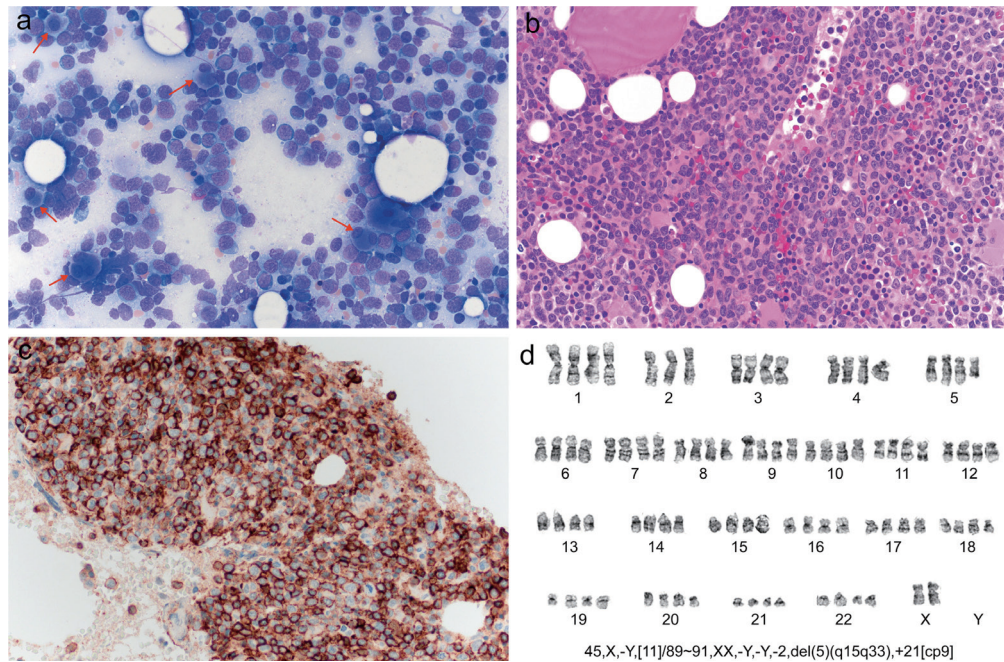 a
b
c
d
1 2 3 4 5
6 7 8 9 10 11 12
13 14 15 16 17 18
19 20 21 22 X Y
45,X,-Y,[11]/89~91,XX,-Y,-Y,-2,del(5)(q15q33),+21[cp9]